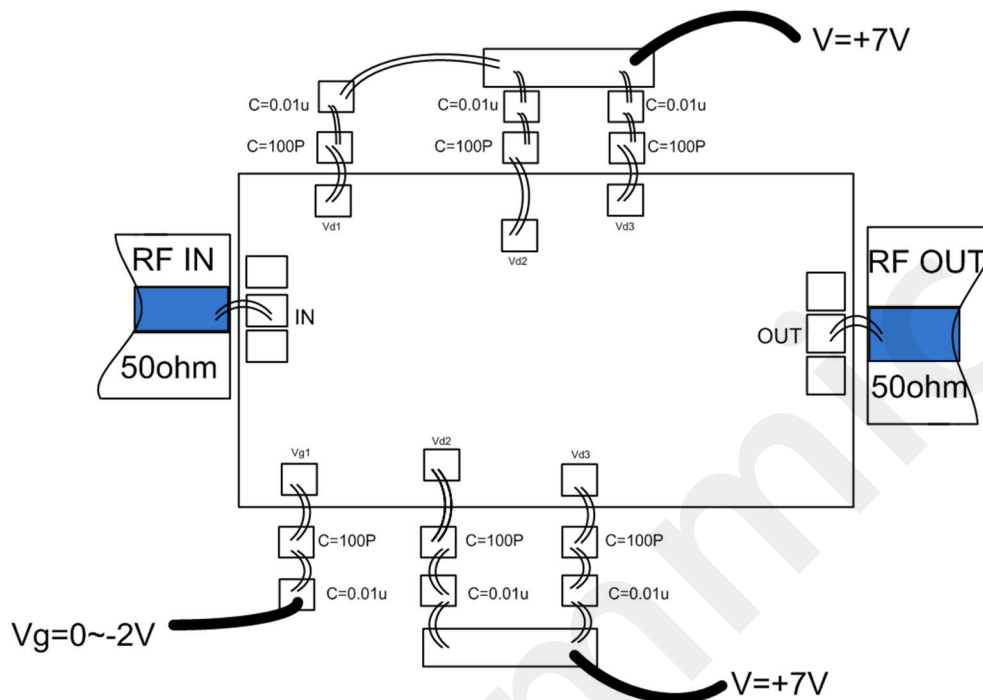 V=+7V
C=0.01u
C=0.01u
C=0.01u
C=100P
C=100P
C=100P
Vd1
Vd2
Vd3
RF IN
RF OUT
IN
OUT
50ohm
50ohm
Vg1
Vd2
Vd3
C=100P
C=100P
C=100P
C=0.01u
C=0.01u
C=0.01u
Vg=0~-2V
V=+7V
mmic